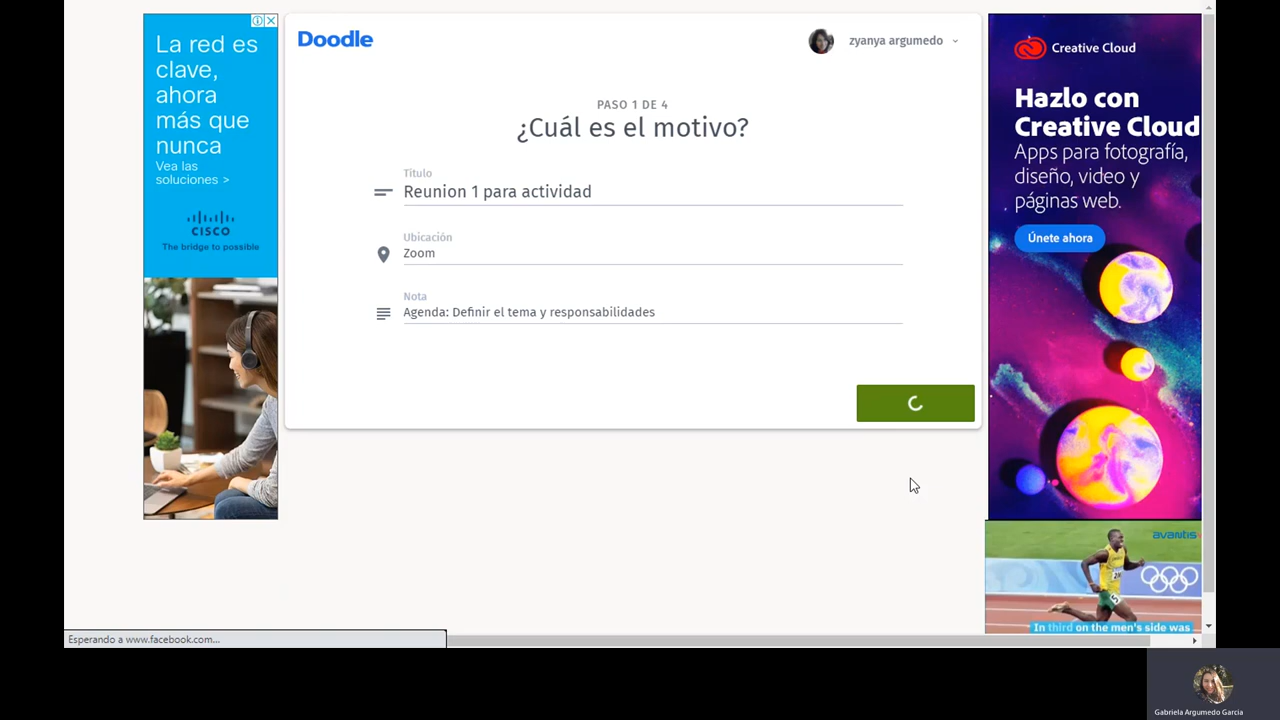 La red es
clave,
ahora
más que
nunca
Vea las
soluciones >
CISCO
The bridge to possible
Doodle
zyanya argumedo
PASO 1 DE 4
¿Cuál es el motivo?
Título
Reunion 1 para actividad
Ubicación
Zoom
Nota
Agenda: Definir el tema y responsabilidades
Creative Cloud
Hazlo con
Creative Cloud
Apps para fotografía,
diseño, video y
páginas web.
Únete ahora
avantis
In third on the men's side was
Esperando a www.facebook.com...
Gabriela Argumedo Garcia